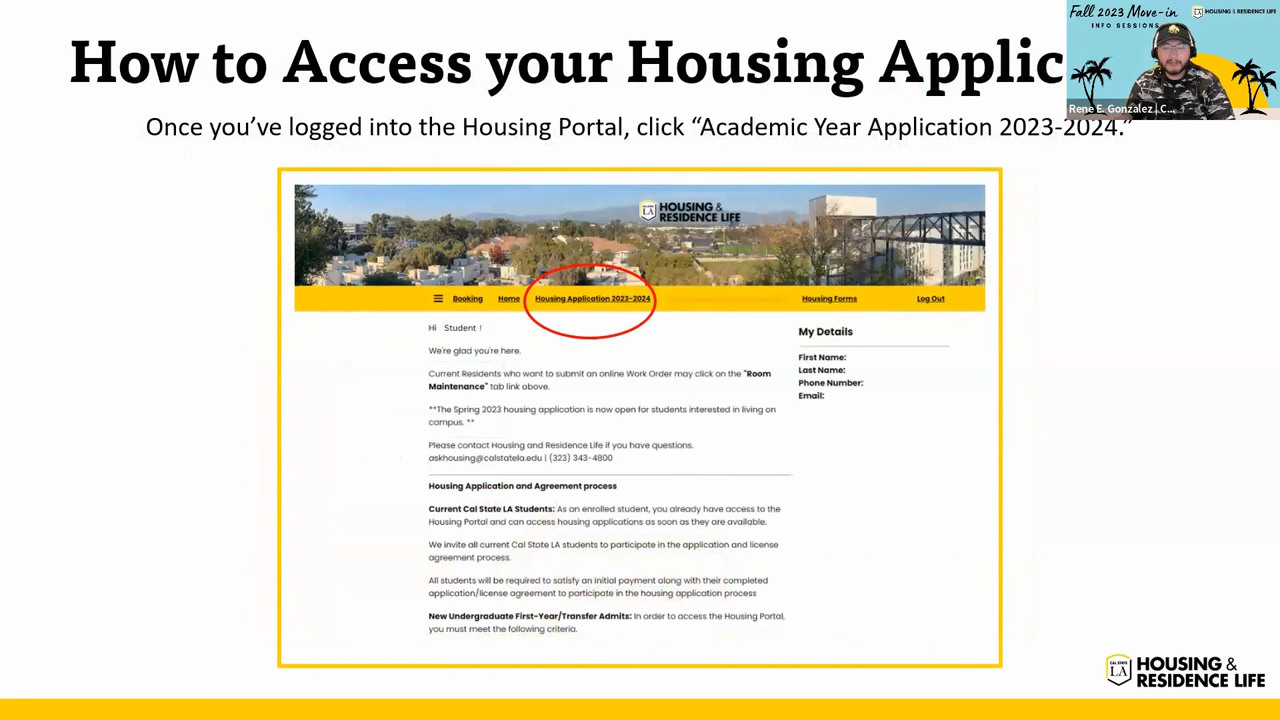 How to Access your Housing Applic
Fall 2023 Move-in
INFO SESSIONS
HOUSING & RESIDENCE LIFE
Rene E. Gonzalez | C...
Once you’ve logged into the Housing Portal, click “Academic Year Application 2023-2024.”
LA
HOUSING &
RESIDENCE LIFE
Booking Home Housing Application 2023-2024 Housing Forms Log Out
Hi Student !
We're glad you're here.
Current Residents who want to submit an online Work Order may click on the "Room
Maintenance" tab link above.
**The Spring 2023 housing application is now open for students interested in living on
campus. **
Please contact Housing and Residence Life if you have questions.
askhousing@calstatela.edu | (323) 343-4800
My Details
First Name:
Last Name:
Phone Number:
Email:
Housing Application and Agreement process
Current Cal State LA Students: As an enrolled student, you already have access to the
Housing Portal and can access housing applications as soon as they are available.
We invite all current Cal State LA students to participate in the application and license
agreement process.
All students will be required to satisfy an initial payment along with their completed
application/license agreement to participate in the housing application process
New Undergraduate First-Year/Transfer Admits: In order to access the Housing Portal,
you must meet the following criteria.
CAL STATE
LA
HOUSING &
RESIDENCE LIFE